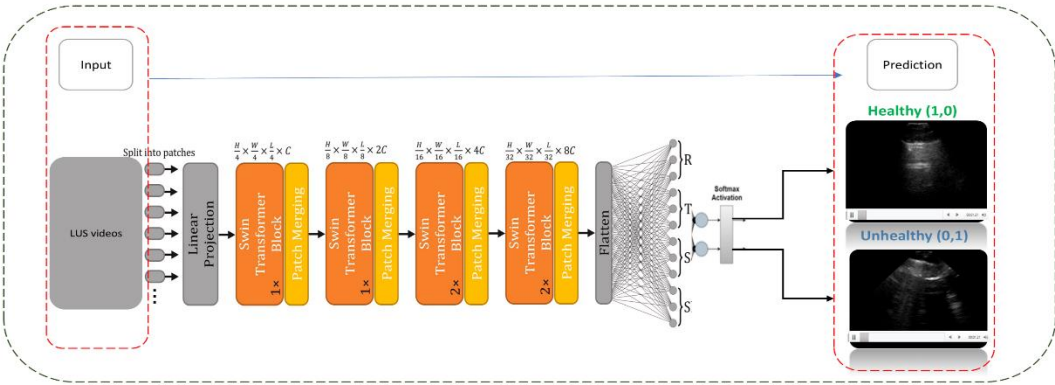 Input
Prediction
Healthy (1,0)
Split into patches
H/4 × W/4 × L/4 × C
H/8 × W/8 × L/8 × 2C
H/16 × W/16 × L/16 × 4C
H/32 × W/32 × L/32 × 8C
LUS videos
Linear
Projection
Swin
Transformer
Block
1×
Patch Merging
Swin
Transformer
Block
1×
Patch Merging
Swin
Transformer
Block
2×
Patch Merging
Swin
Transformer
Block
2×
Patch Merging
Flatten
R
T
S
S
Softmax
Activation
Unhealthy (0,1)